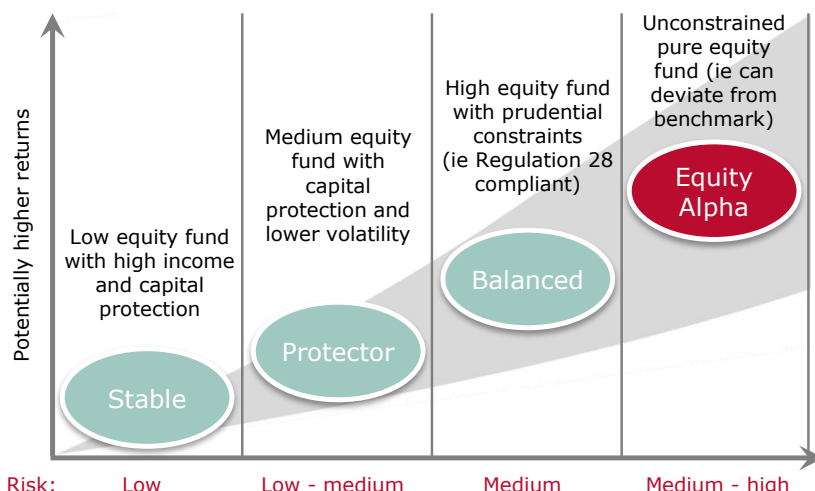 Potentially higher returns
Low equity fund
with high income
and capital
protection
Stable
Medium equity
fund with
capital
protection and
lower volatility
Protector
High equity fund
with prudential
constraints
(ie Regulation 28
compliant)
Balanced
Unconstrained
pure equity
fund (ie can
deviate from
benchmark)
Equity
Alpha
Risk: Low Low - medium Medium Medium - high